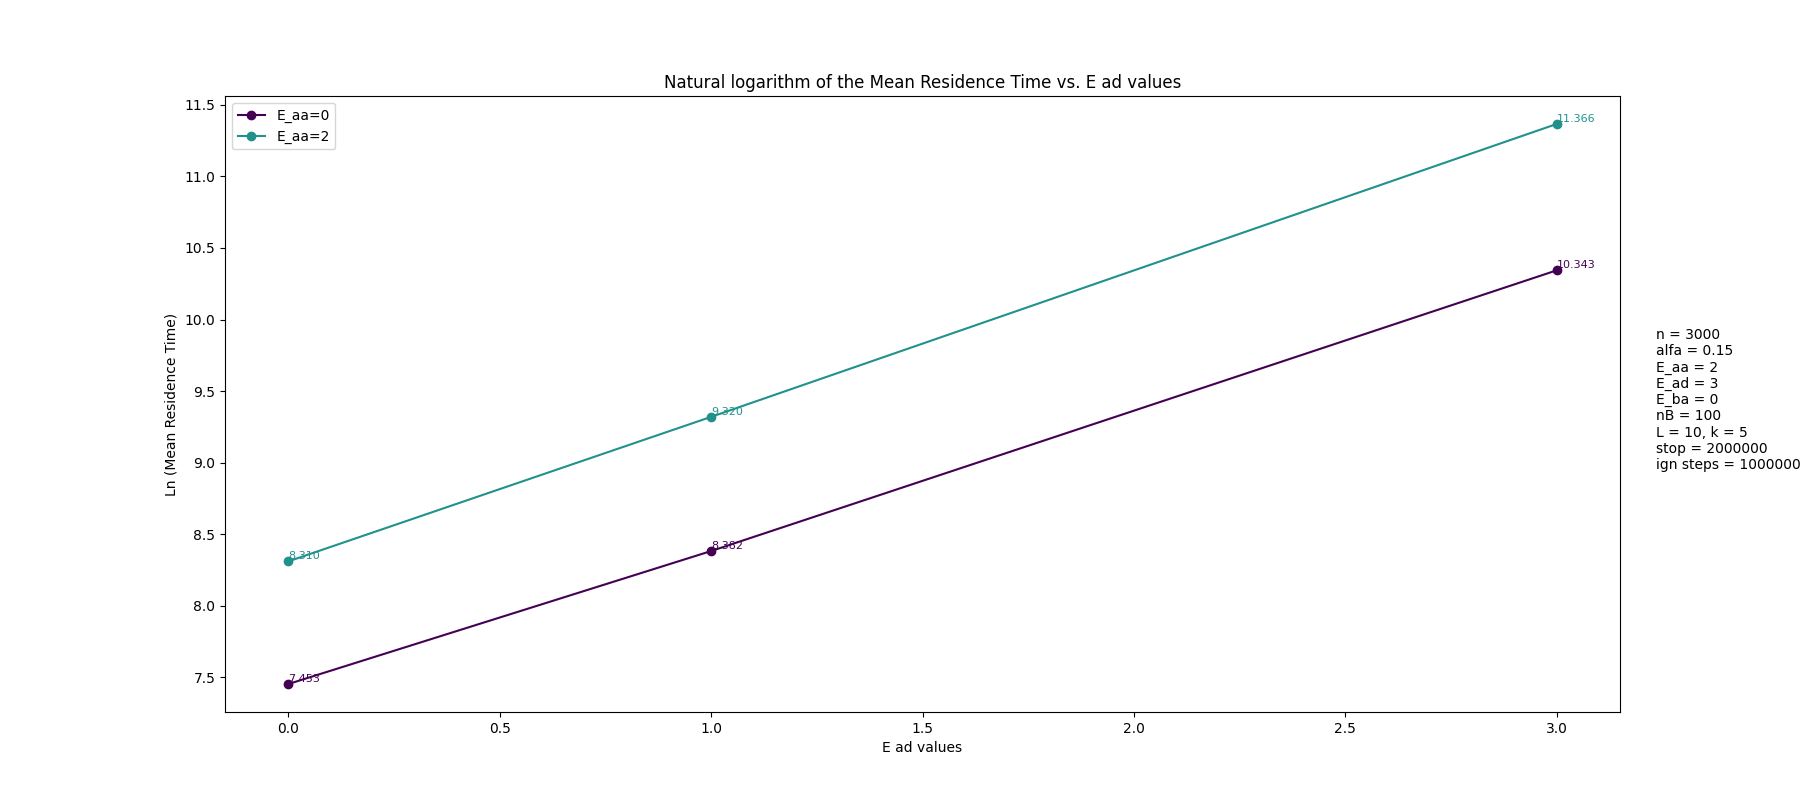 Natural logarithm of the Mean Residence Time vs. E ad values
E_aa=0
E_aa=2
Ln (Mean Residence Time)
11.5
11.0
10.5
10.0
9.5
9.0
8.5
8.0
7.5
11.366
10.343
9.320
8.382
8.310
7.453
0.0 0.5 1.0 1.5 2.0 2.5 3.0
E ad values
n = 3000
alfa = 0.15
E_aa = 2
E_ad = 3
E_ba = 0
nB = 100
L = 10, k = 5
stop = 2000000
ign steps = 1000000